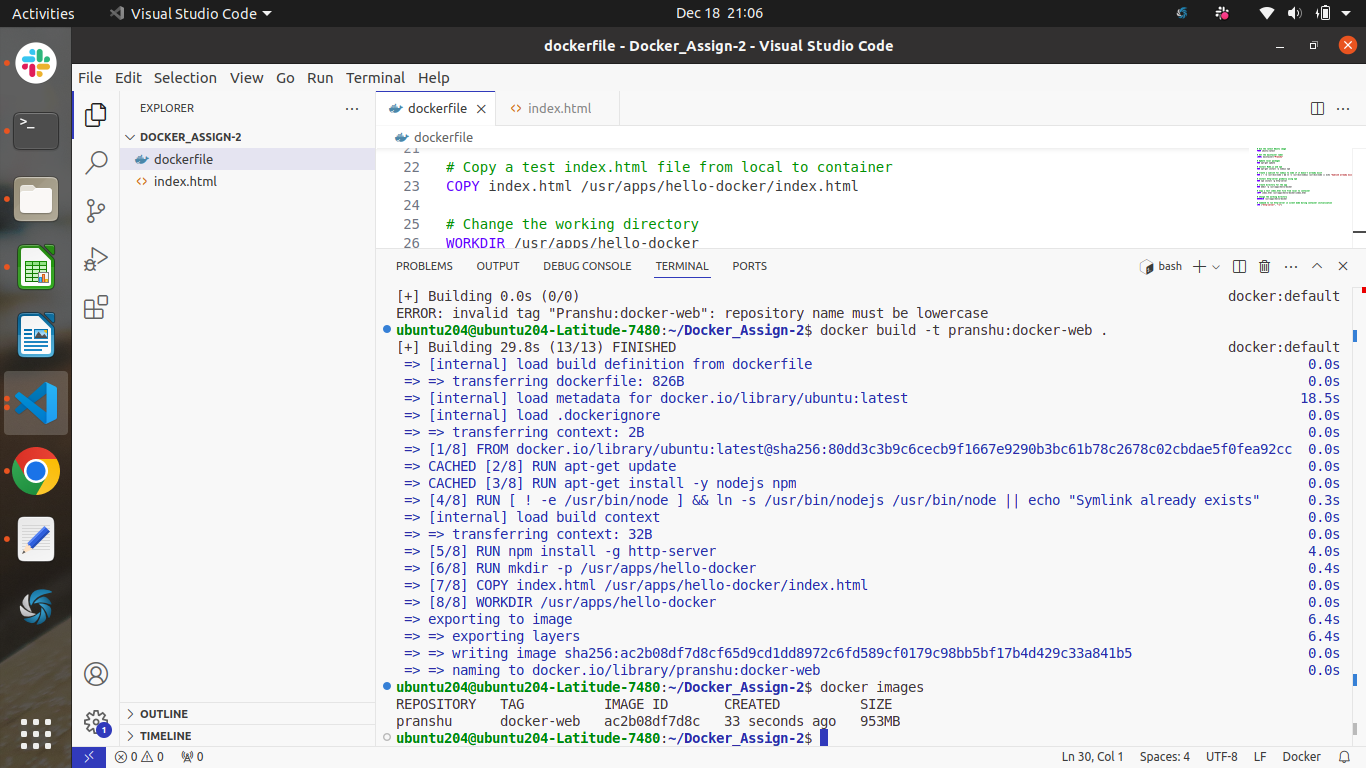 Activities Visual Studio Code Dec 18 21:06
dockerfile - Docker_Assign-2 - Visual Studio Code
File Edit Selection View Go Run Terminal Help
EXPLORER
DOCKER_ASSIGN-2
dockerfile
index.html
OUTLINE
TIMELINE
1
dockerfile index.html
dockerfile
21
22 # Copy a test index.html file from local to container
23 COPY index.html /usr/apps/hello-docker/index.html
24
25 # Change the working directory
26 WORKDIR /usr/apps/hello-docker
PROBLEMS OUTPUT DEBUG CONSOLE TERMINAL PORTS bash
[+] Building 0.0s (0/0) docker:default
ERROR: invalid tag "Pranshu:docker-web": repository name must be lowercase
ubuntu204@ubuntu204-Latitude-7480:~/Docker_Assign-2$ docker build -t pranshu:docker-web .
[+] Building 29.8s (13/13) FINISHED docker:default
=> [internal] load build definition from dockerfile 0.0s
=> => transferring dockerfile: 826B 0.0s
=> [internal] load metadata for docker.io/library/ubuntu:latest 18.5s
=> [internal] load .dockerignore 0.0s
=> => transferring context: 2B 0.0s
=> [1/8] FROM docker.io/library/ubuntu:latest@sha256:80dd3c3b9c6cecb9f1667e9290b3bc61b78c2678c02cbdae5f0fea92cc 0.0s
=> CACHED [2/8] RUN apt-get update 0.0s
=> CACHED [3/8] RUN apt-get install -y nodejs npm 0.0s
=> [4/8] RUN [ ! -e /usr/bin/node ] && ln -s /usr/bin/nodejs /usr/bin/node || echo "Symlink already exists" 0.3s
=> [internal] load build context 0.0s
=> => transferring context: 32B 0.0s
=> [5/8] RUN npm install -g http-server 4.0s
=> [6/8] RUN mkdir -p /usr/apps/hello-docker 0.4s
=> [7/8] COPY index.html /usr/apps/hello-docker/index.html 0.0s
=> [8/8] WORKDIR /usr/apps/hello-docker 0.0s
=> exporting to image 6.4s
=> => exporting layers 6.4s
=> => writing image sha256:ac2b08df7d8cf65d9cd1dd8972c6fd589cf0179c98bb5bf17b4d429c33a841b5 0.0s
=> => naming to docker.io/library/pranshu:docker-web 0.0s
ubuntu204@ubuntu204-Latitude-7480:~/Docker_Assign-2$ docker images
REPOSITORY TAG IMAGE ID CREATED SIZE
pranshu docker-web ac2b08df7d8c 33 seconds ago 953MB
ubuntu204@ubuntu204-Latitude-7480:~/Docker_Assign-2$
0 0 0 Ln 30, Col 1 Spaces: 4 UTF-8 LF Docker